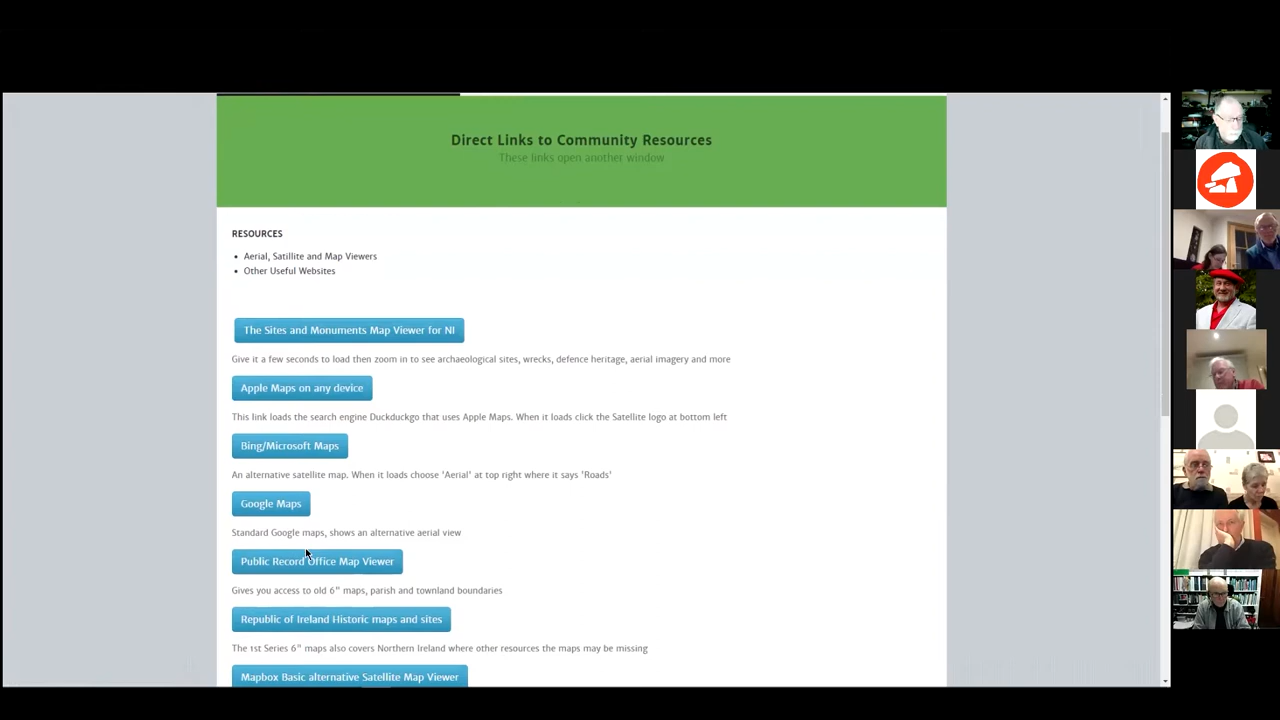 Direct Links to Community Resources
These links open another window
RESOURCES
Aerial, Satillite and Map Viewers
Other Useful Websites
The Sites and Monuments Map Viewer for NI
Give it a few seconds to load then zoom in to see archaeological sites, wrecks, defence heritage, aerial imagery and more
Apple Maps on any device
This link loads the search engine Duckduckgo that uses Apple Maps. When it loads click the Satellite logo at bottom left
Bing/Microsoft Maps
An alternative satellite map. When it loads choose 'Aerial' at top right where it says 'Roads'
Google Maps
Standard Google maps, shows an alternative aerial view
Public Record Office Map Viewer
Gives you access to old 6" maps, parish and townland boundaries
Republic of Ireland Historic maps and sites
The 1st Series 6" maps also covers Northern Ireland where other resources the maps may be missing
Mapbox Basic alternative Satellite Map Viewer